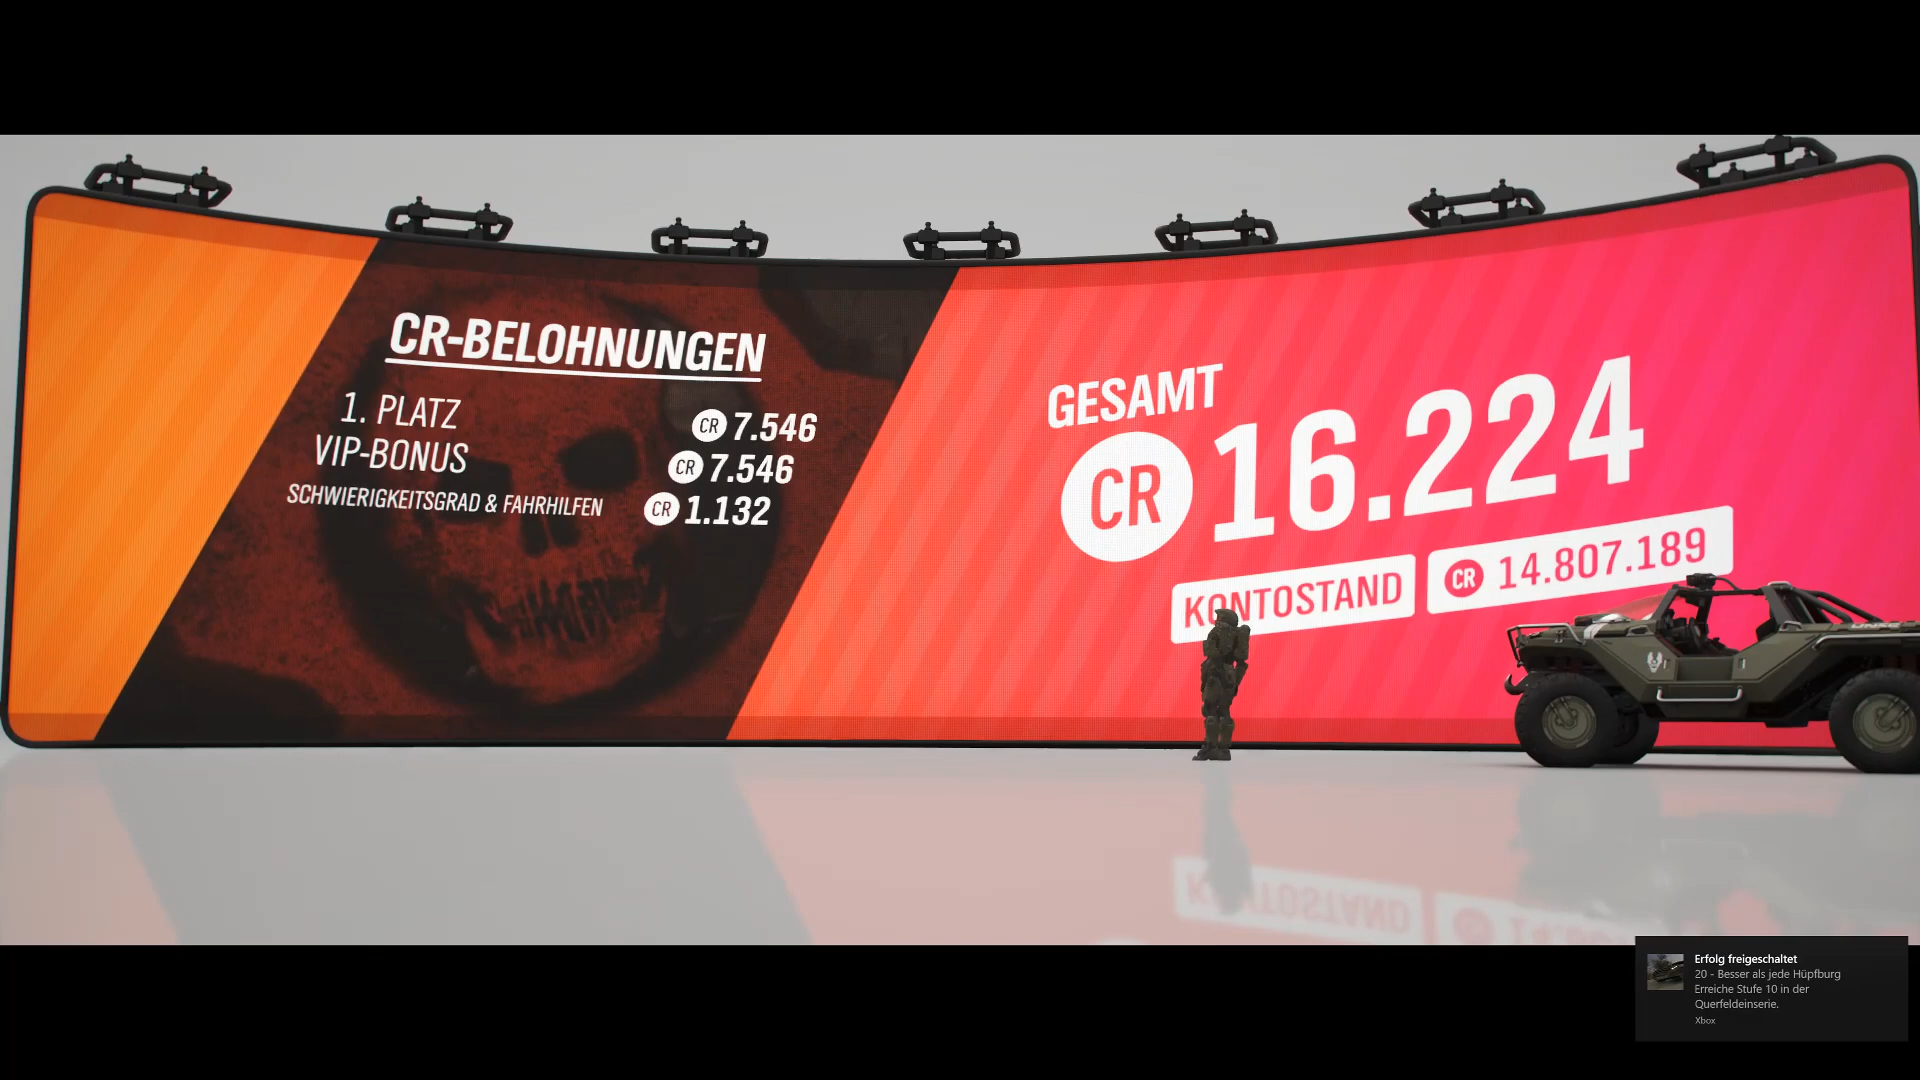 CR-BELOHNUNGEN
1. PLATZ CR 7.546
VIP-BONUS CR 7.546
SCHWIERIGKEITSGRAD & FAHRHILFEN CR 1.132
GESAMT
CR 16.224
KONTOSTAND CR 14.807.189
Erfolg freigeschaltet
20 - Besser als jede Hüpfburg
Erreiche Stufe 10 in der
Querfeldeinserie.
Xbox